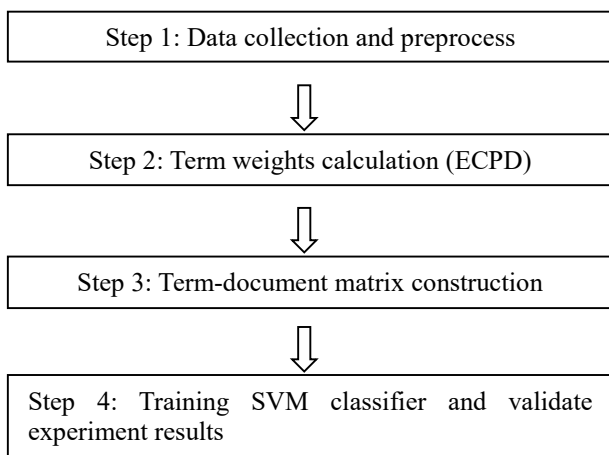 Step 1: Data collection and preprocess
Step 2: Term weights calculation (ECPD)
Step 3: Term-document matrix construction
Step 4: Training SVM classifier and validate
experiment results